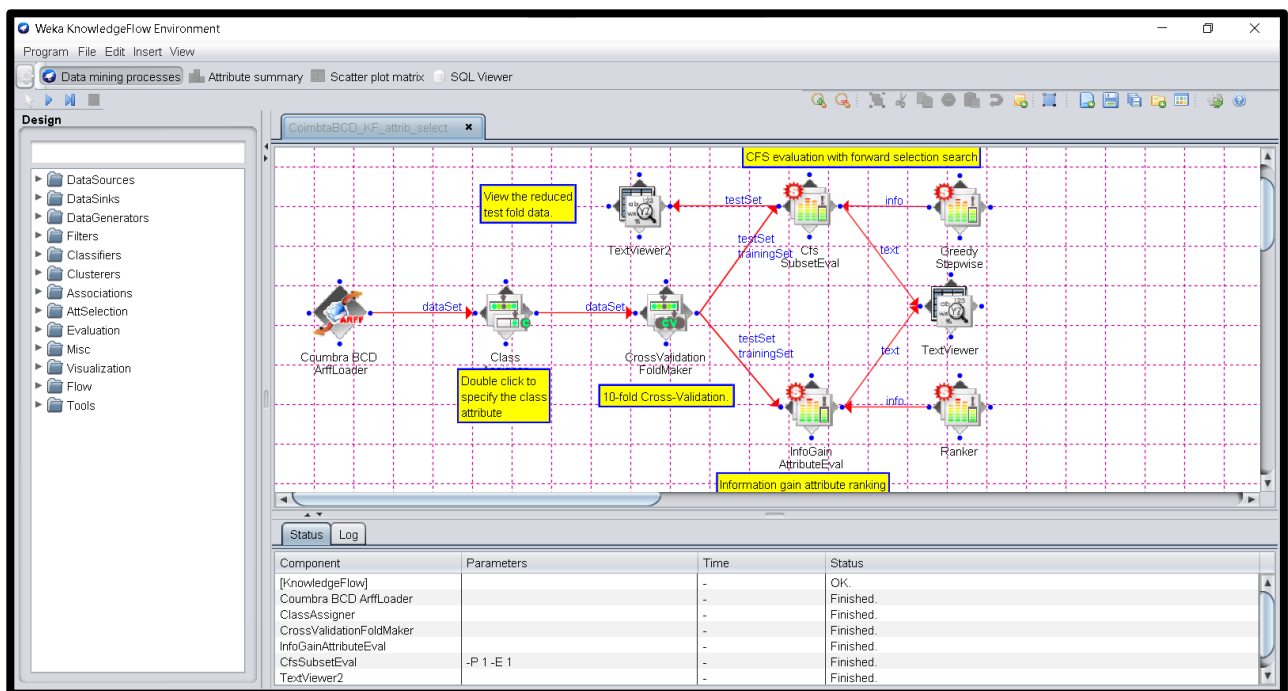 Weka KnowledgeFlow Environment
Program File Edit Insert View
Data mining processes Attribute summary Scatter plot matrix SQL Viewer
Design
CoimbtaBCD_KF_attrib_select
DataSources
DataSinks
DataGenerators
Filters
Classifiers
Clusterers
Associations
AttSelection
Evaluation
Misc
Visualization
Flow
Tools
CFS evaluation with forward selection search
View the reduced
test fold data.
TextViewer2
testSet
info
testSet
trainingSet
Cfs
SubsetEval
text
Greedy
Stepwise
ARFF
Coumbra BCD
ArffLoader
dataSet
Class
Double click to
specify the class
attribute
dataSet
CrossValidation
FoldMaker
10-fold Cross-Validation.
testSet
trainingSet
text
TextViewer
info
InfoGain
AttributeEval
Ranker
Information gain attribute ranking
Status Log
Component Parameters Time Status
[KnowledgeFlow] - OK.
Coumbra BCD ArffLoader - Finished.
ClassAssigner - Finished.
CrossValidationFoldMaker - Finished.
InfoGainAttributeEval - Finished.
CfsSubsetEval -P 1 -E 1 - Finished.
TextViewer2 - Finished.